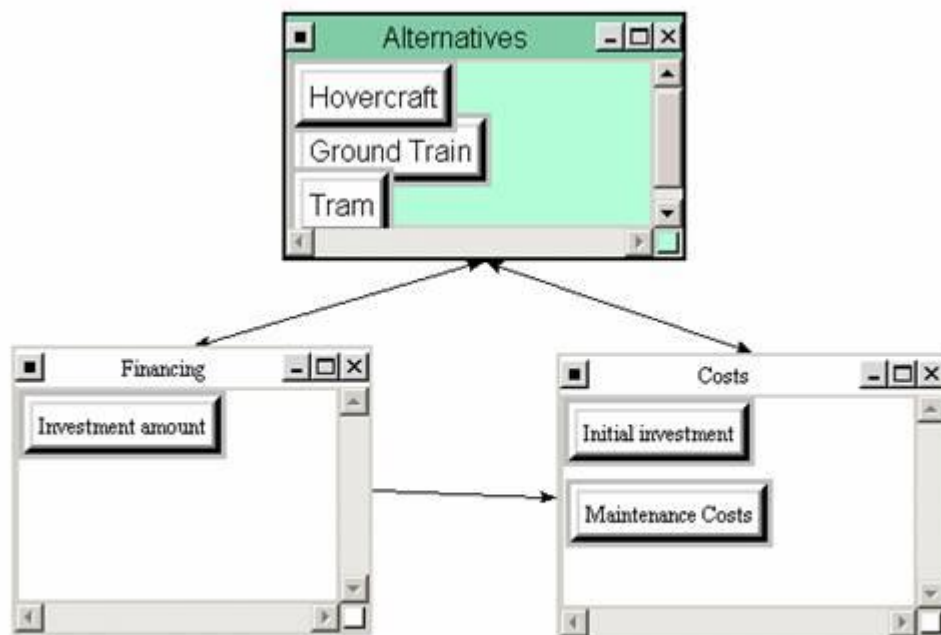 Alternatives
Hovercraft
Ground Train
Tram
Financing
Investment amount
Costs
Initial investment
Maintenance Costs